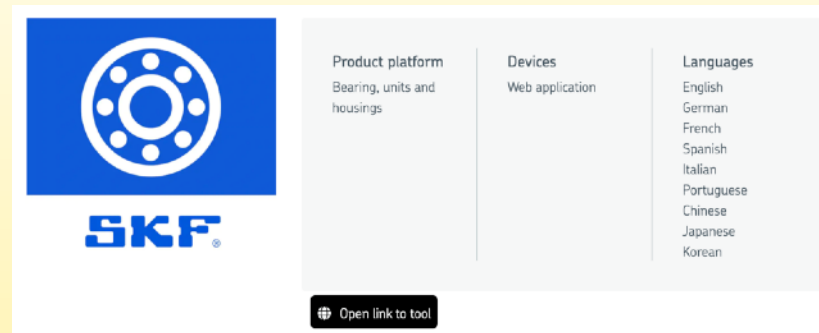 SKF®
Product platform
Bearing, units and
housings
Devices
Web application
Languages
English
German
French
Spanish
Italian
Portuguese
Chinese
Japanese
Korean
Open link to tool